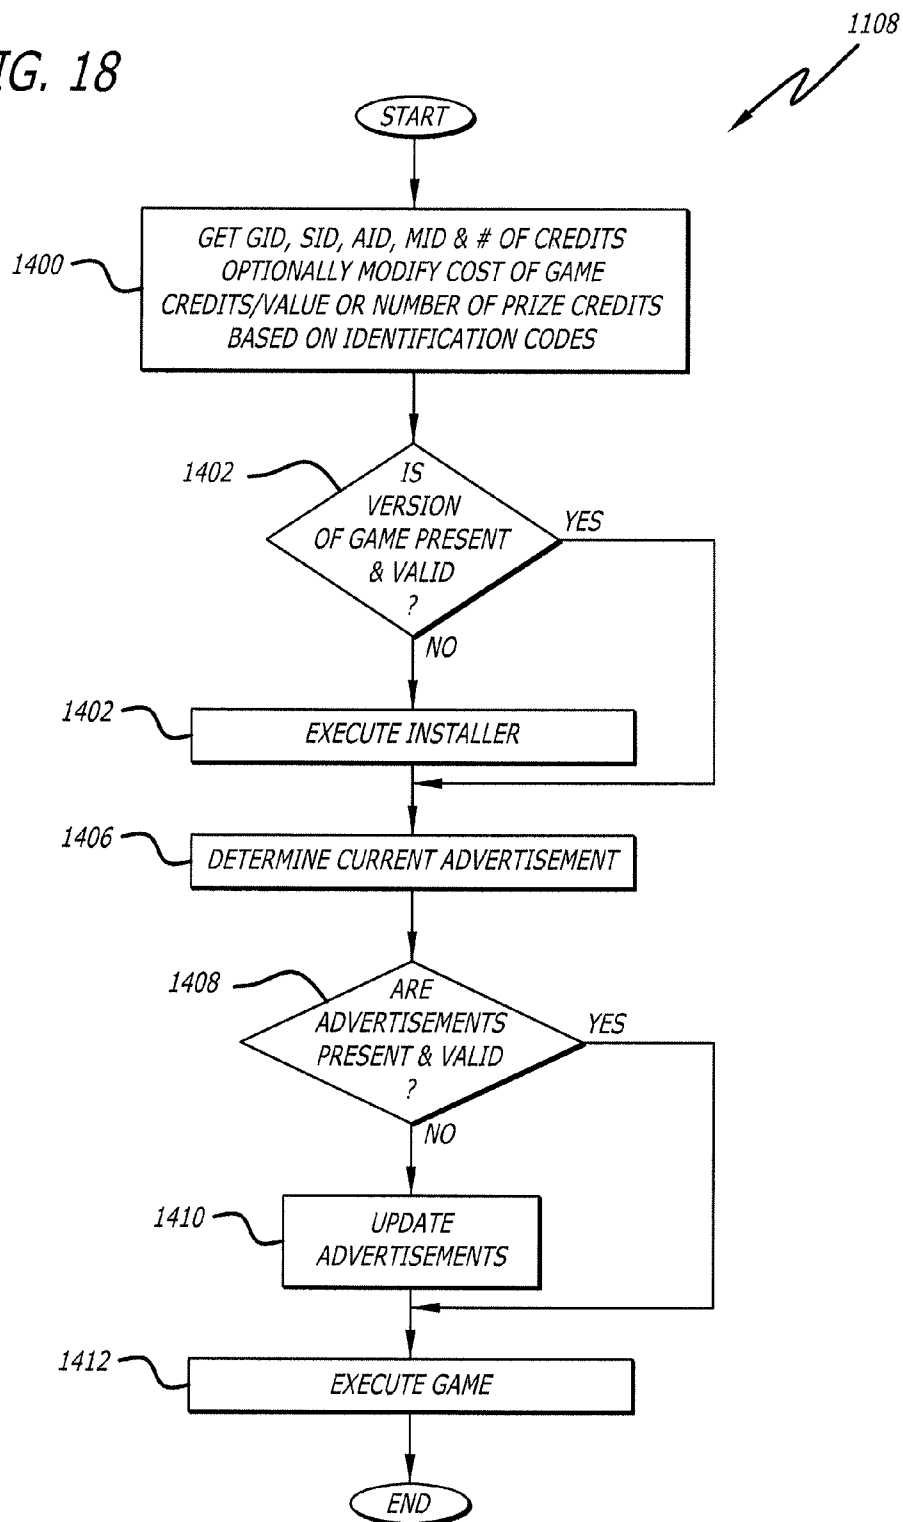 1108
IG. 18
START
1400
GET GID, SID, AID, MID & # OF CREDITS
OPTIONALLY MODIFY COST OF GAME
CREDITS/VALUE OR NUMBER OF PRIZE CREDITS
BASED ON IDENTIFICATION CODES
1402
IS
VERSION
OF GAME PRESENT
& VALID
?
YES
NO
1402
EXECUTE INSTALLER
1406
DETERMINE CURRENT ADVERTISEMENT
1408
ARE
ADVERTISEMENTS
PRESENT & VALID
?
YES
NO
1410
UPDATE
ADVERTISEMENTS
1412
EXECUTE GAME
END